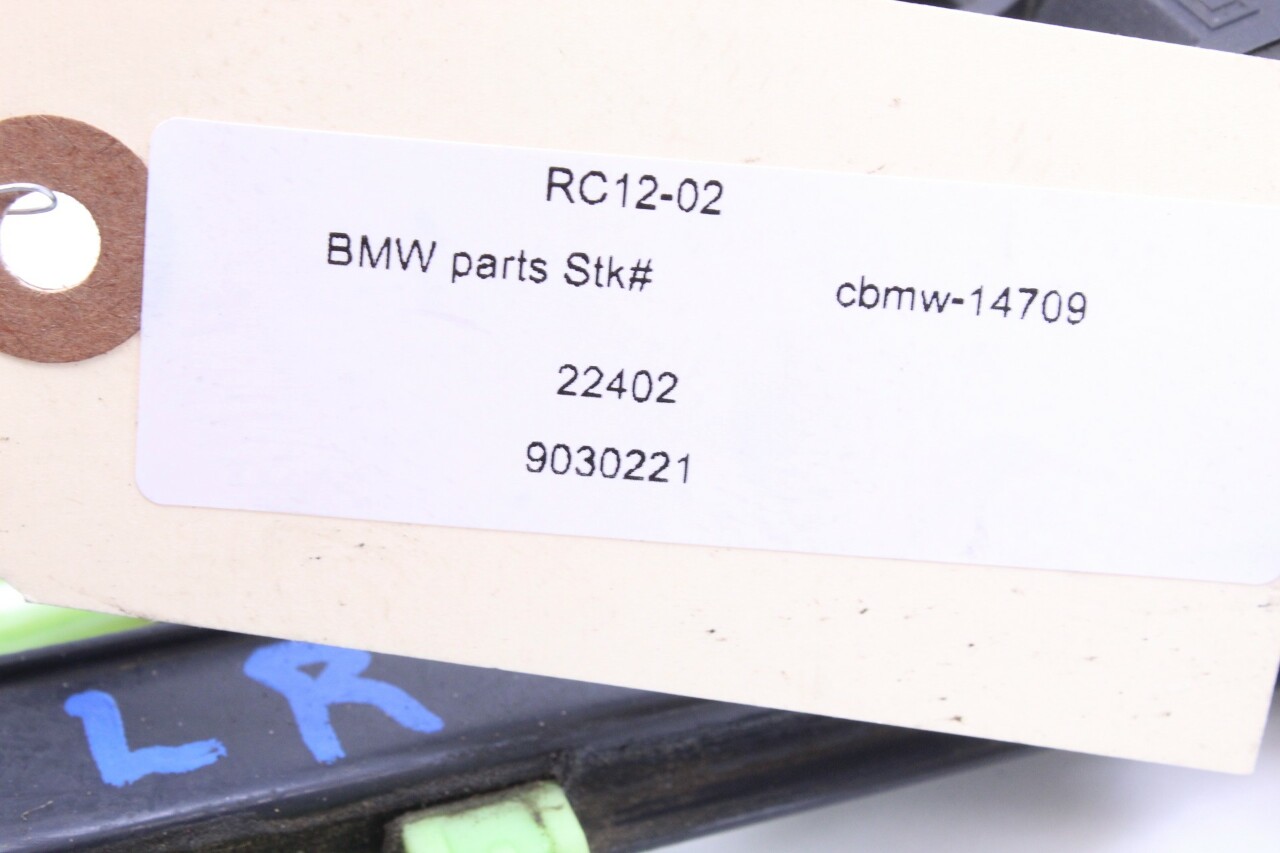 RC12-02
BMW parts Stk# cbmw-14709
22402
9030221
LR